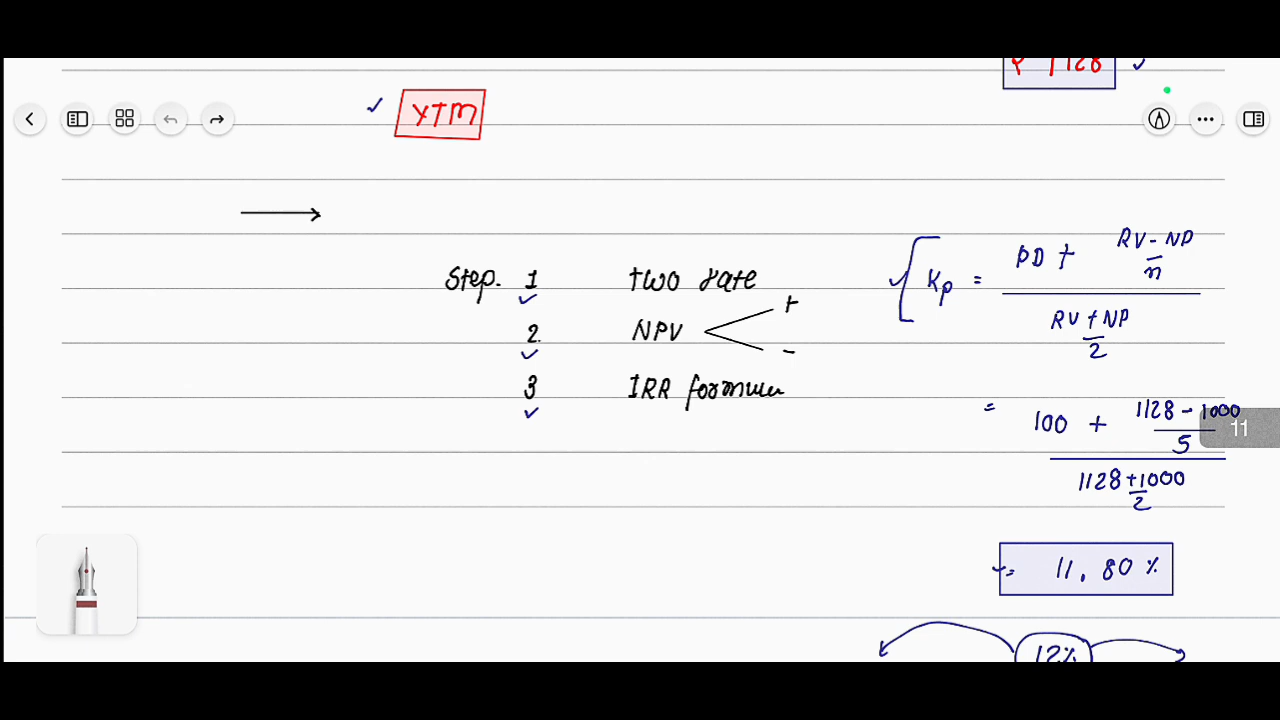 ₹ 1128
YTM
Step. 1 Two rate
2. NPV + -
3 IRR formula
Kp = PD + RV - NP / n
RV + NP / 2
= 100 + 1128 - 1000 / 5
1128 + 1000 / 2
= 11.80 %
12%
11